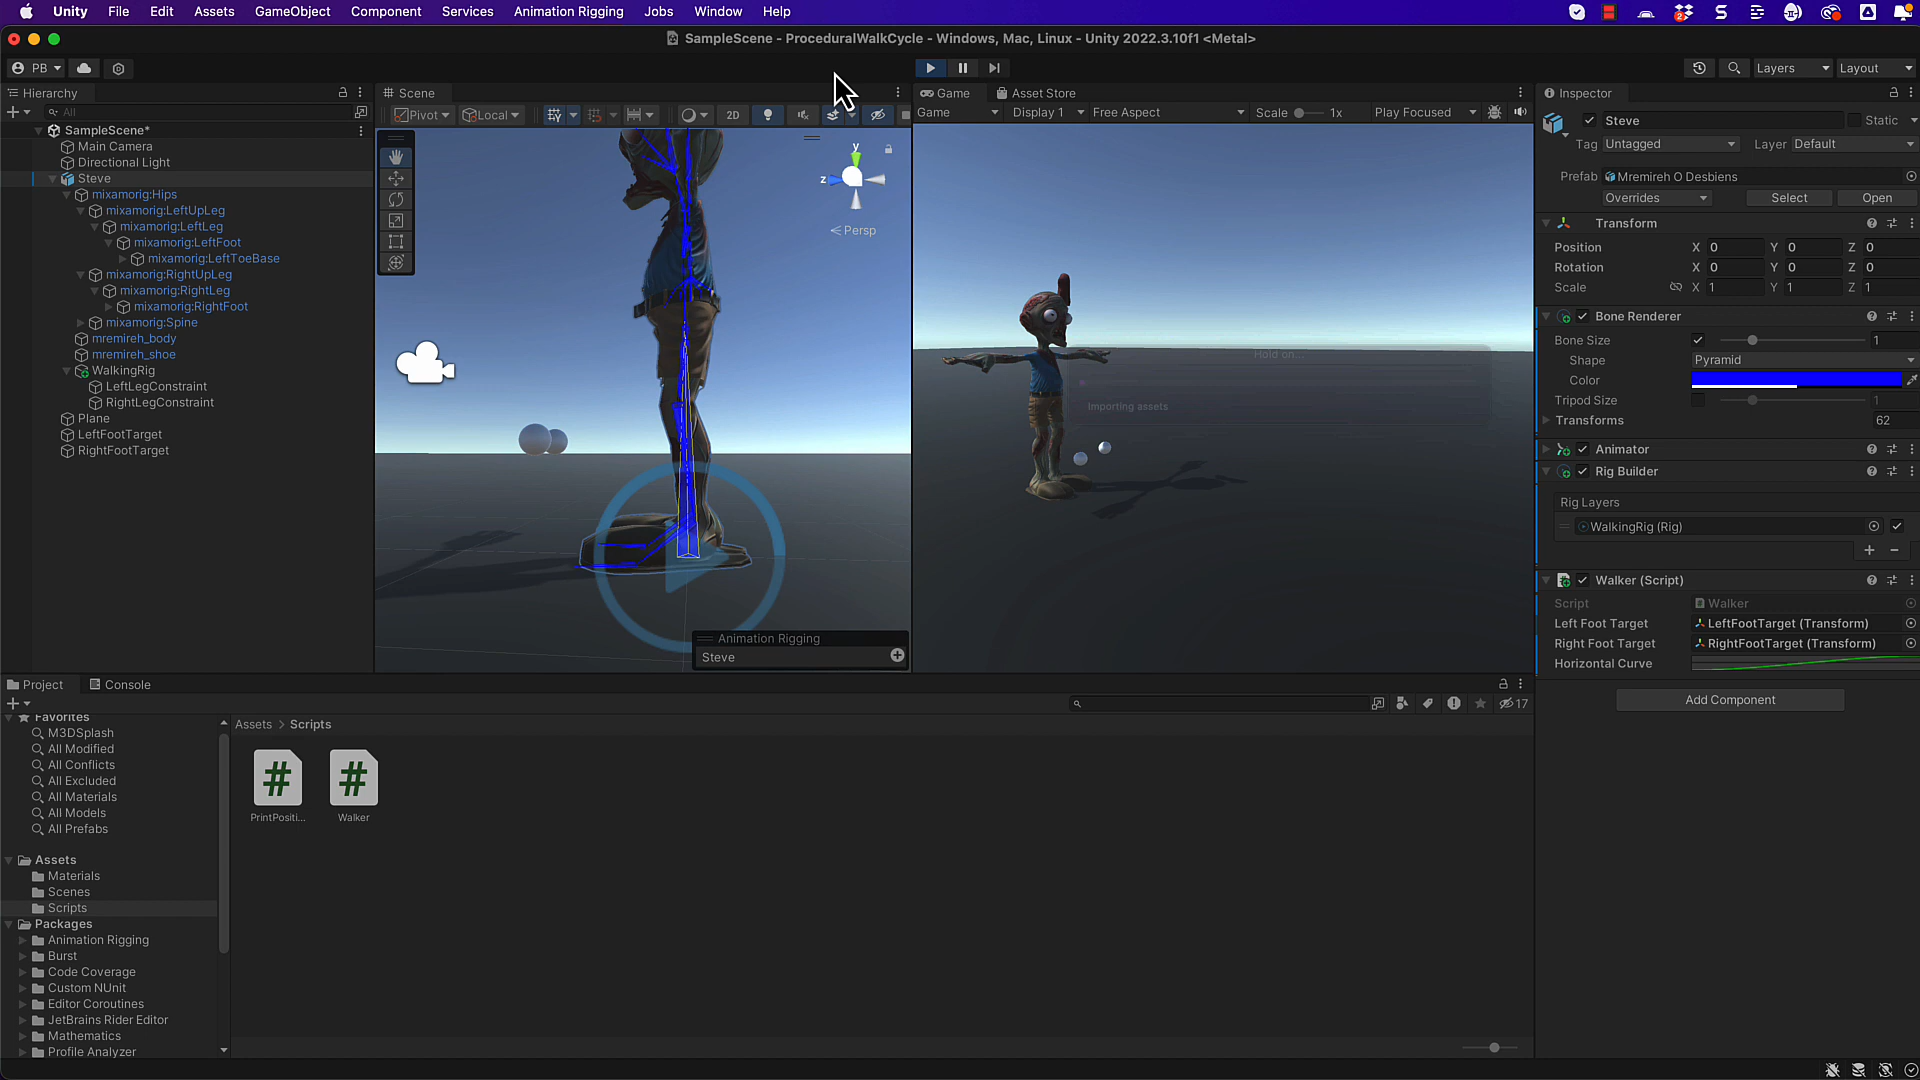 Unity File Edit Assets GameObject Component Services Animation Rigging Jobs Window Help
SampleScene - ProceduralWalkCycle - Windows, Mac, Linux - Unity 2022.3.10f1 <Metal>
PB Layers Layout
Hierarchy
All
SampleScene*
Main Camera
Directional Light
Steve
mixamorig:Hips
mixamorig:LeftUpLeg
mixamorig:LeftLeg
mixamorig:LeftFoot
mixamorig:LeftToeBase
mixamorig:RightUpLeg
mixamorig:RightLeg
mixamorig:RightFoot
mixamorig:Spine
mremireh_body
mremireh_shoe
WalkingRig
LeftLegConstraint
RightLegConstraint
Plane
LeftFootTarget
RightFootTarget
Scene
Pivot Local 2D
y
z
Persp
Animation Rigging
Steve
Game Asset Store
Game Display 1 Free Aspect Scale 1x Play Focused
Hold on...
Importing assets
Inspector
Steve Static
Tag Untagged Layer Default
Prefab Mremireh O Desbiens
Overrides Select Open
Transform
Position X 0 Y 0 Z 0
Rotation X 0 Y 0 Z 0
Scale X 1 Y 1 Z 1
Bone Renderer
Bone Size 1
Shape Pyramid
Color
Tripod Size 1
Transforms 62
Animator
Rig Builder
Rig Layers
WalkingRig (Rig)
Walker (Script)
Script Walker
Left Foot Target LeftFootTarget (Transform)
Right Foot Target RightFootTarget (Transform)
Horizontal Curve
Add Component
Project Console
17
Favorites
M3DSplash
All Modified
All Conflicts
All Excluded
All Materials
All Models
All Prefabs
Assets
Materials
Scenes
Scripts
Packages
Animation Rigging
Burst
Code Coverage
Custom NUnit
Editor Coroutines
JetBrains Rider Editor
Mathematics
Profile Analyzer
Assets > Scripts
# #
PrintPositi... Walker